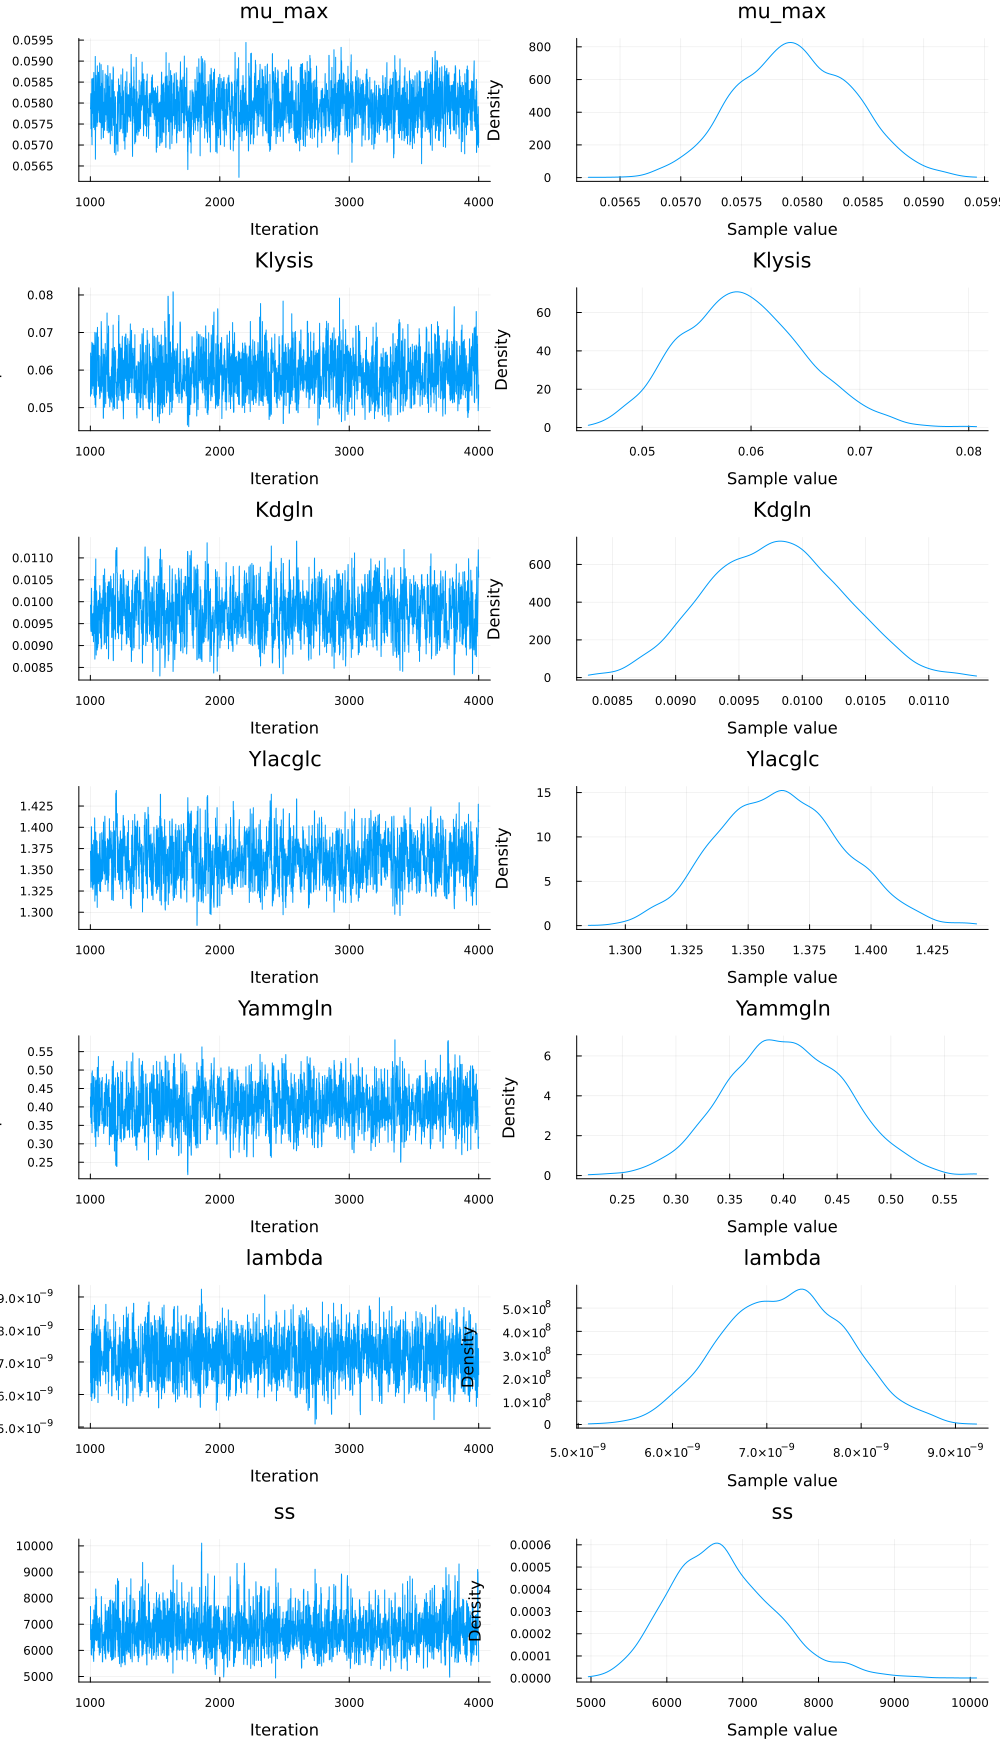 mu_max mu_max
0.0595
0.0590
0.0585
0.0580
0.0575
0.0570
0.0565
1000 2000 3000 4000
Iteration
Density
800
600
400
200
0
0.0565 0.0570 0.0575 0.0580 0.0585 0.0590 0.0595
Sample value
Klysis Klysis
0.08
0.07
0.06
0.05
1000 2000 3000 4000
Iteration
Density
60
40
20
0
0.05 0.06 0.07 0.08
Sample value
Kdgln Kdgln
0.0110
0.0105
0.0100
0.0095
0.0090
0.0085
1000 2000 3000 4000
Iteration
Density
600
400
200
0
0.0085 0.0090 0.0095 0.0100 0.0105 0.0110
Sample value
Ylacglc Ylacglc
1.425
1.400
1.375
1.350
1.325
1.300
1000 2000 3000 4000
Iteration
Density
15
10
5
0
1.300 1.325 1.350 1.375 1.400 1.425
Sample value
Yammgln Yammgln
0.55
0.50
0.45
0.40
0.35
0.30
0.25
1000 2000 3000 4000
Iteration
Density
6
4
2
0
0.25 0.30 0.35 0.40 0.45 0.50 0.55
Sample value
lambda lambda
9.0×10⁻⁹
8.0×10⁻⁹
7.0×10⁻⁹
6.0×10⁻⁹
5.0×10⁻⁹
1000 2000 3000 4000
Iteration
Density
5.0×10⁸
4.0×10⁸
3.0×10⁸
2.0×10⁸
1.0×10⁸
0
5.0×10⁻⁹ 6.0×10⁻⁹ 7.0×10⁻⁹ 8.0×10⁻⁹ 9.0×10⁻⁹
Sample value
ss ss
10000
9000
8000
7000
6000
5000
1000 2000 3000 4000
Iteration
Density
0.0006
0.0005
0.0004
0.0003
0.0002
0.0001
0.0000
5000 6000 7000 8000 9000 10000
Sample value